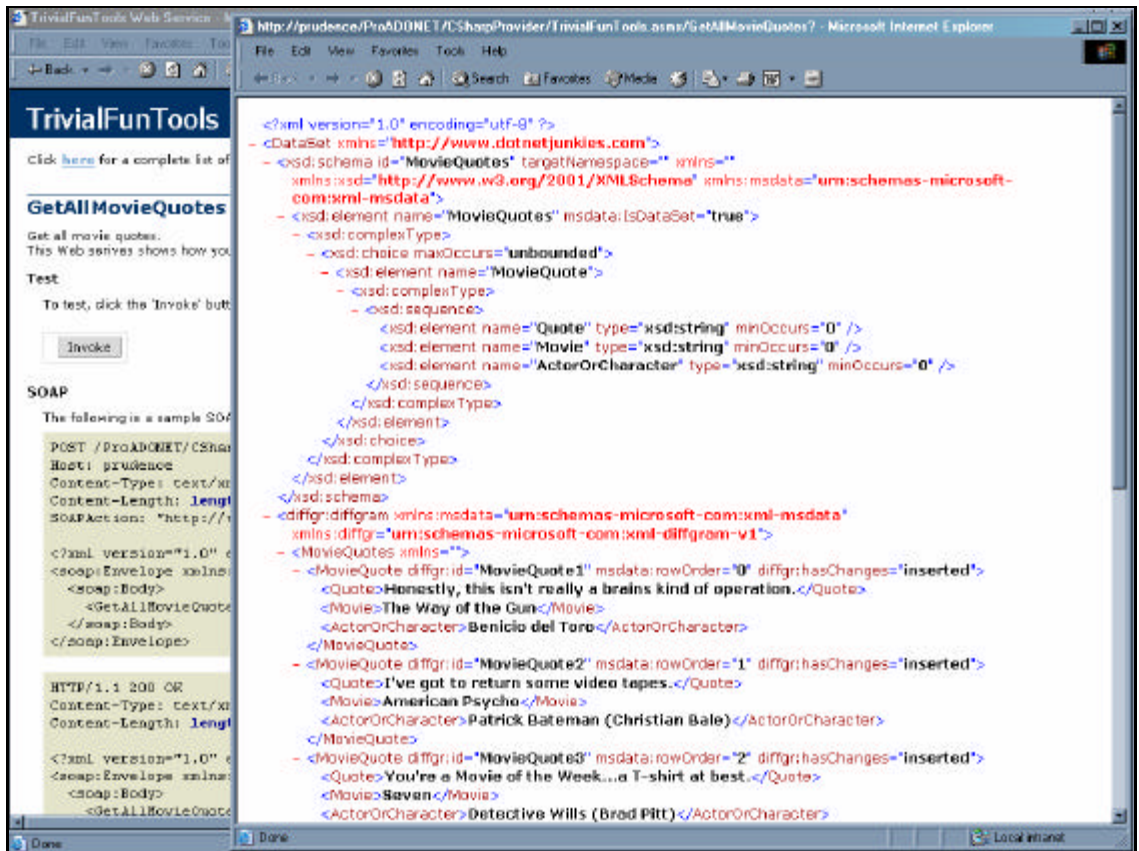 TrivialFunTools Web Service -
File Edit View Favorites Too
Back
TrivialFunTools
Click here for a complete list of
GetAllMovieQuotes
Get all movie quotes.
This Web serives shows how you
Test
To test, click the 'Invoke' butt
Invoke
SOAP
The following is a sample SOA
POST /ProADONET/CShar
Host: prudence
Content-Type: text/xm
Content-Length: lengt
SOAPAction: "http://
<?xml version="1.0" e
<soap:Envelope xmlns:
<soap:Body>
<GetAllMovieQuote
</soap:Body>
</soap:Envelope>
HTTP/1.1 200 OK
Content-Type: text/xm
Content-Length: lengt
<?xml version="1.0" e
<soap:Envelope xmlns:
<soap:Body>
<GetAllMovieQuote
Done
http://prudence/ProADONET/CSharpProvider/TrivialFunTools.asmx/GetAllMovieQuotes? - Microsoft Internet Explorer
File Edit View Favorites Tools Help
Back Search Favorites Media
<?xml version="1.0" encoding="utf-8" ?>
- <DataSet xmlns="http://www.dotnetjunkies.com">
- <xsd:schema id="MovieQuotes" targetNamespace="" xmlns=""
xmlns:xsd="http://www.w3.org/2001/XMLSchema" xmlns:msdata="urn:schemas-microsoft-
com:xml-msdata">
- <xsd:element name="MovieQuotes" msdata:IsDataSet="true">
- <xsd:complexType>
- <xsd:choice maxOccurs="unbounded">
- <xsd:element name="MovieQuote">
- <xsd:complexType>
- <xsd:sequence>
<xsd:element name="Quote" type="xsd:string" minOccurs="0" />
<xsd:element name="Movie" type="xsd:string" minOccurs="0" />
<xsd:element name="ActorOrCharacter" type="xsd:string" minOccurs="0" />
</xsd:sequence>
</xsd:complexType>
</xsd:element>
</xsd:choice>
</xsd:complexType>
</xsd:element>
</xsd:schema>
- <diffgr:diffgram xmlns:msdata="urn:schemas-microsoft-com:xml-msdata"
xmlns:diffgr="urn:schemas-microsoft-com:xml-diffgram-v1">
- <MovieQuotes xmlns="">
- <MovieQuote diffgr:id="MovieQuote1" msdata:rowOrder="0" diffgr:hasChanges="inserted">
<Quote>Honestly, this isn't really a brains kind of operation.</Quote>
<Movie>The Way of the Gun</Movie>
<ActorOrCharacter>Benicio del Toro</ActorOrCharacter>
</MovieQuote>
- <MovieQuote diffgr:id="MovieQuote2" msdata:rowOrder="1" diffgr:hasChanges="inserted">
<Quote>I've got to return some video tapes.</Quote>
<Movie>American Psycho</Movie>
<ActorOrCharacter>Patrick Bateman (Christian Bale)</ActorOrCharacter>
</MovieQuote>
- <MovieQuote diffgr:id="MovieQuote3" msdata:rowOrder="2" diffgr:hasChanges="inserted">
<Quote>You're a Movie of the Week...a T-shirt at best.</Quote>
<Movie>Seven</Movie>
<ActorOrCharacter>Detective Wills (Brad Pitt)</ActorOrCharacter>
Done
Local intranet